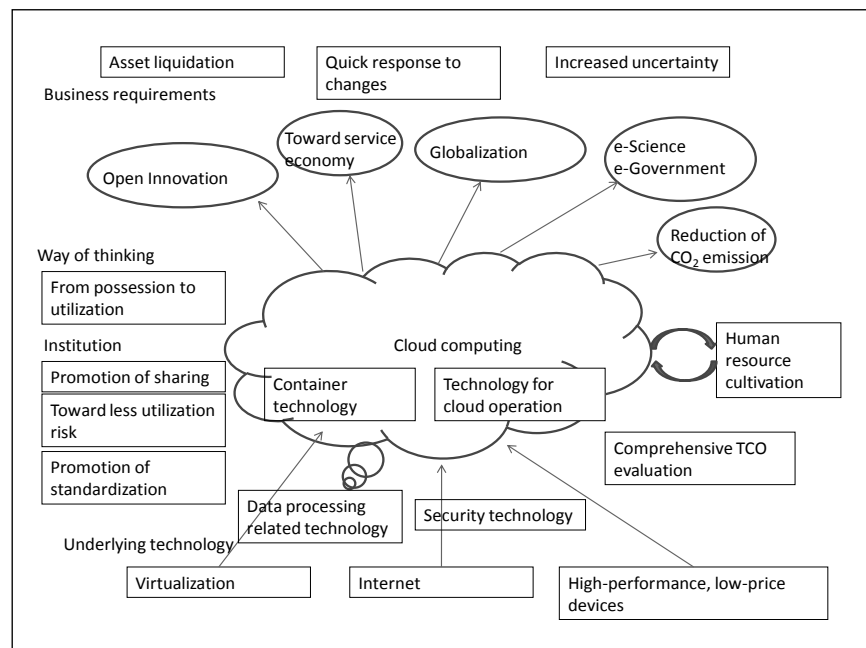 Asset liquidation
Quick response to
changes
Increased uncertainty
Business requirements
Toward service
economy
Globalization
e-Science
e-Government
Open Innovation
Reduction of
CO₂ emission
Way of thinking
From possession to
utilization
Institution
Promotion of sharing
Toward less utilization
risk
Promotion of
standardization
Cloud computing
Container
technology
Technology for
cloud operation
Human
resource
cultivation
Comprehensive TCO
evaluation
Data processing
related technology
Security technology
Underlying technology
Virtualization
Internet
High-performance, low-price
devices